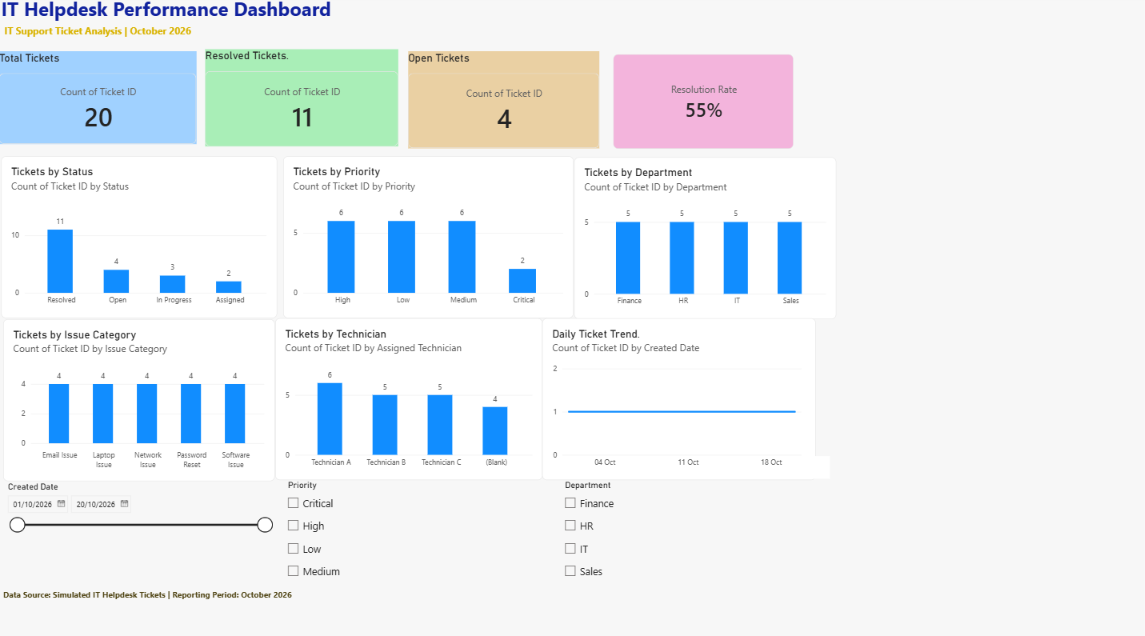 IT Helpdesk Performance Dashboard
IT Support Ticket Analysis | October 2026
Total Tickets
Count of Ticket ID
20
Resolved Tickets.
Count of Ticket ID
11
Open Tickets
Count of Ticket ID
4
Resolution Rate
55%
Tickets by Status
Count of Ticket ID by Status
10
0
11
4
3
2
Resolved Open In Progress Assigned
Tickets by Priority
Count of Ticket ID by Priority
5
0
6
6
6
2
High Low Medium Critical
Tickets by Department
Count of Ticket ID by Department
5
0
5
5
5
5
Finance HR IT Sales
Tickets by Issue Category
Count of Ticket ID by Issue Category
4
2
0
4
4
4
4
4
Email Issue
Laptop
Issue
Network
Issue
Password
Reset
Software
Issue
Tickets by Technician
Count of Ticket ID by Assigned Technician
5
0
6
5
5
4
Technician A Technician B Technician C (Blank)
Daily Ticket Trend.
Count of Ticket ID by Created Date
2
1
0
04 Oct 11 Oct 18 Oct
Created Date
01/10/2026 20/10/2026
Priority
Critical
High
Low
Medium
Department
Finance
HR
IT
Sales
Data Source: Simulated IT Helpdesk Tickets | Reporting Period: October 2026